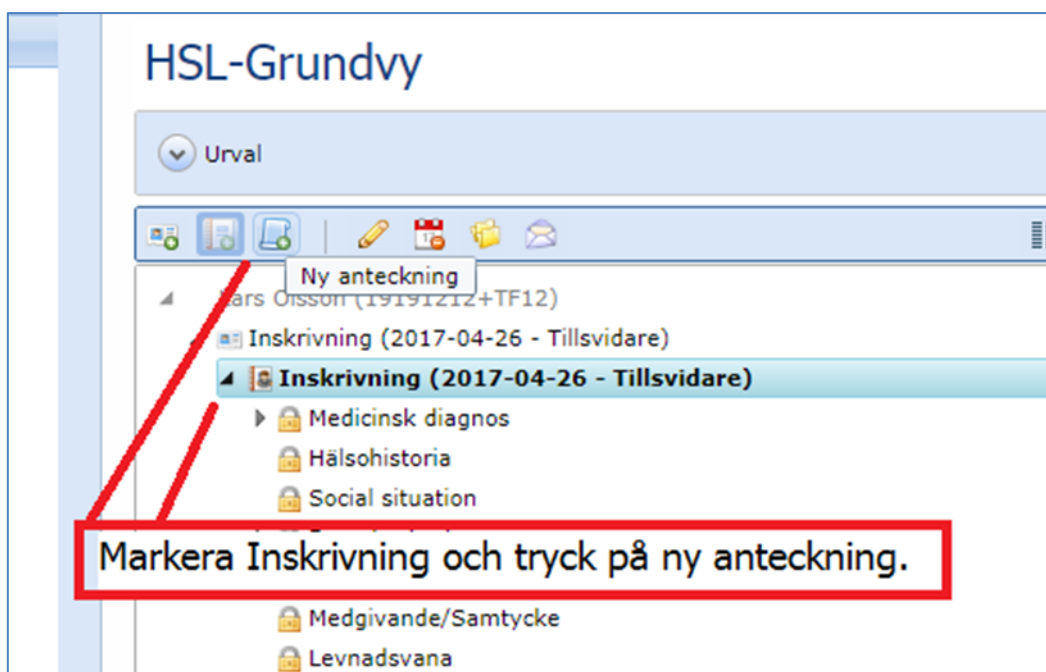 HSL-Grundvy
Urval
Ny anteckning
Olsson (19191212+TF12)
Inskrivning (2017-04-26 - Tillsvidare)
Inskrivning (2017-04-26 - Tillsvidare)
Medicinsk diagnos
Hälsohistoria
Social situation
Markera Inskrivning och tryck på ny anteckning.
Medgivande/Samtycke
Levnadsvana